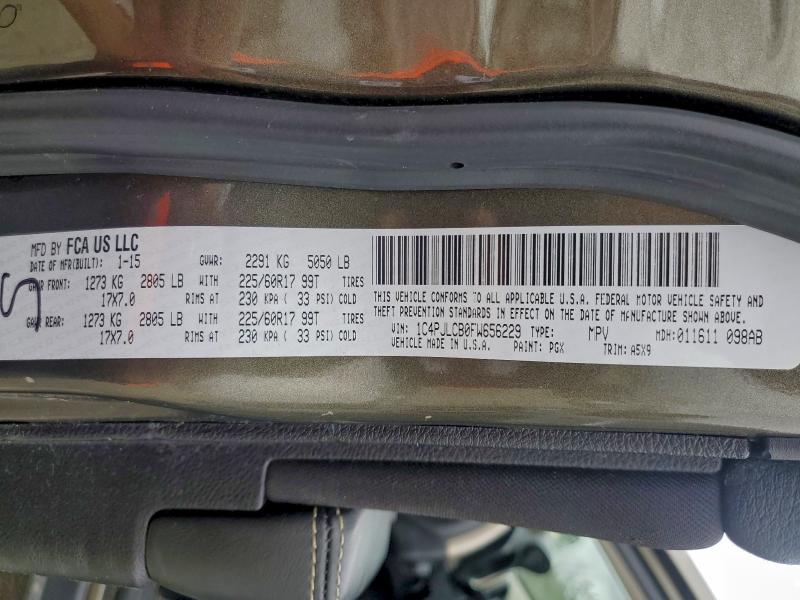 MFD BY FCA US LLC
DATE OF MFR(BUILT): 1-15 GVWR: 2291 KG 5050 LB
GAWR FRONT: 1273 KG 2805 LB WITH 225/60R17 99T TIRES
17X7.0 RIMS AT 230 KPA ( 33 PSI) COLD
GAWR REAR: 1273 KG 2805 LB WITH 225/60R17 99T TIRES
17X7.0 RIMS AT 230 KPA ( 33 PSI) COLD
THIS VEHICLE CONFORMS TO ALL APPLICABLE U.S.A. FEDERAL MOTOR VEHICLE SAFETY AND
THEFT PREVENTION STANDARDS IN EFFECT ON THE DATE OF MANUFACTURE SHOWN ABOVE.
VIN: 1C4PJLCB0FW656229 TYPE: MPV MDH:011611 098AB
VEHICLE MADE IN U.S.A. PAINT: PGX TRIM: A5X9